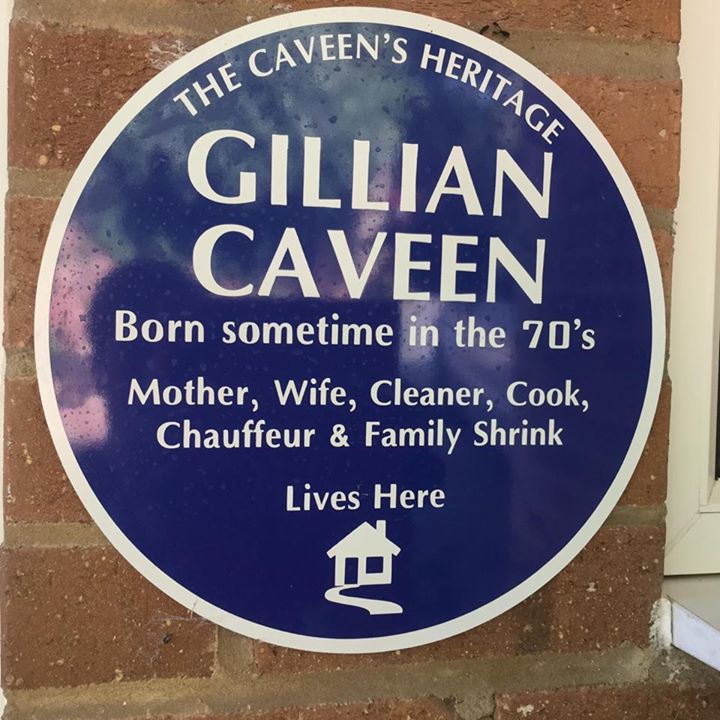 THE CAVEEN'S HERITAGE
GILLIAN
CAVEEN
Born sometime in the 70's
Mother, Wife, Cleaner, Cook,
Chauffeur & Family Shrink
Lives Here